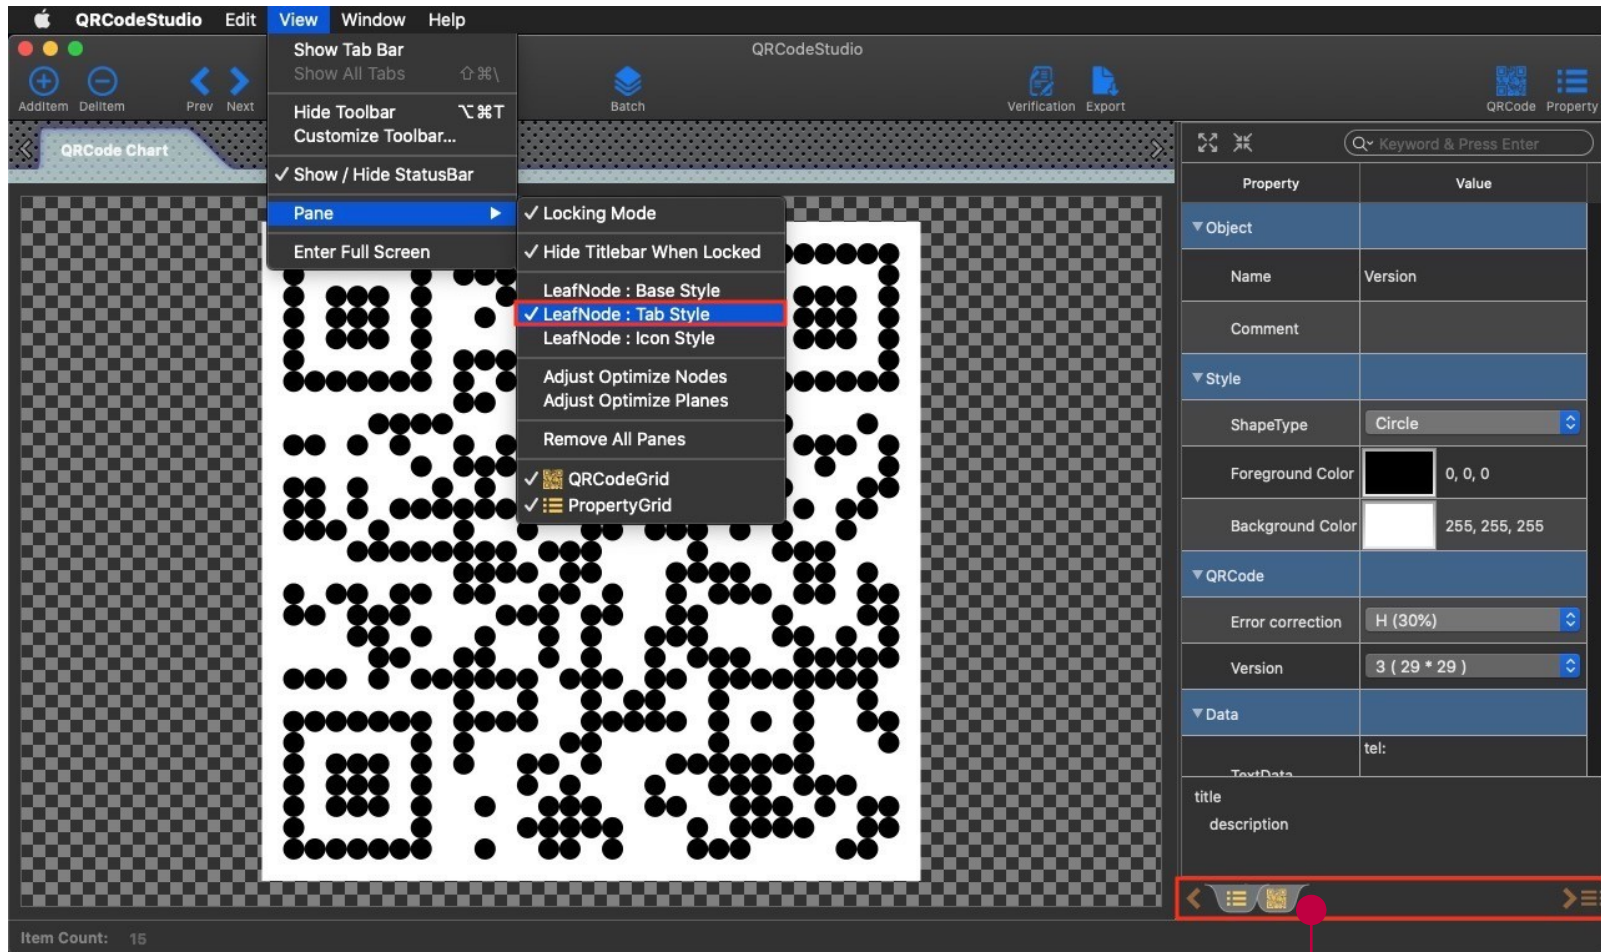 QRCodeStudio Edit View Window Help
QRCodeStudio
AddItem DelItem Prev Next Batch Verification Export QRCode Property
Show Tab Bar
Show All Tabs ⇧⌘\
Hide Toolbar ⌥⌘T
Customize Toolbar...
✓ Show / Hide StatusBar
Pane ▶
Enter Full Screen
✓ Locking Mode
✓ Hide Titlebar When Locked
LeafNode : Base Style
✓ LeafNode : Tab Style
LeafNode : Icon Style
Adjust Optimize Nodes
Adjust Optimize Planes
Remove All Panes
✓ QRCodeGrid
✓ PropertyGrid
QRCode Chart
Keyword & Press Enter
Property Value
Object
Name Version
Comment
Style
ShapeType Circle
Foreground Color 0, 0, 0
Background Color 255, 255, 255
QRCode
Error correction H (30%)
Version 3 ( 29 * 29 )
Data
tel:
TextData
title
description
Item Count: 15